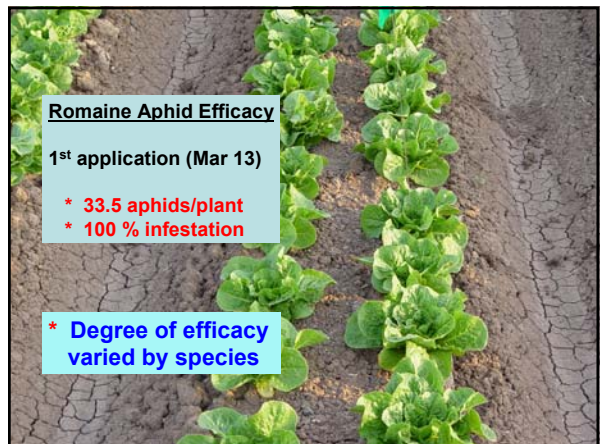 Romaine Aphid Efficacy
1st application (Mar 13)
* 33.5 aphids/plant
* 100 % infestation
* Degree of efficacy
varied by species